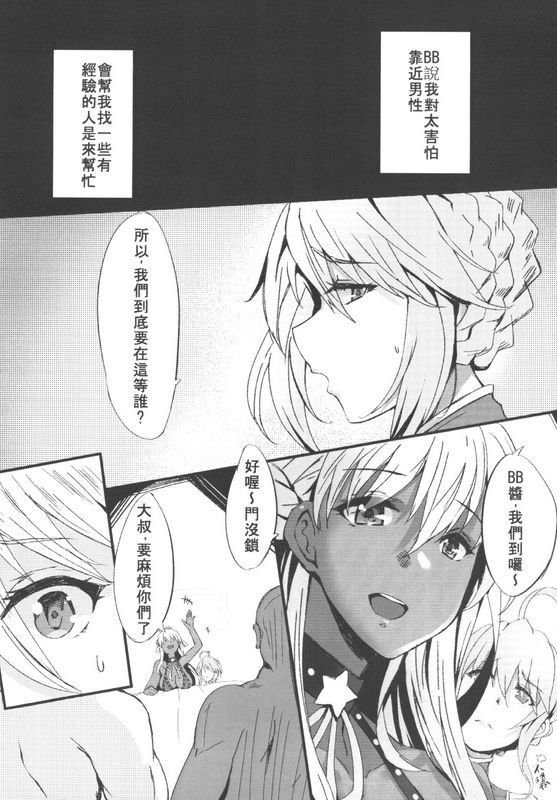 BB說我對太害怕
靠近男性
會幫我找一些有
經驗的人是來幫忙
所以，我們到底要在這等誰？
BB醬，我們到囉～
好喔～門沒鎖
大叔，要麻煩你們了